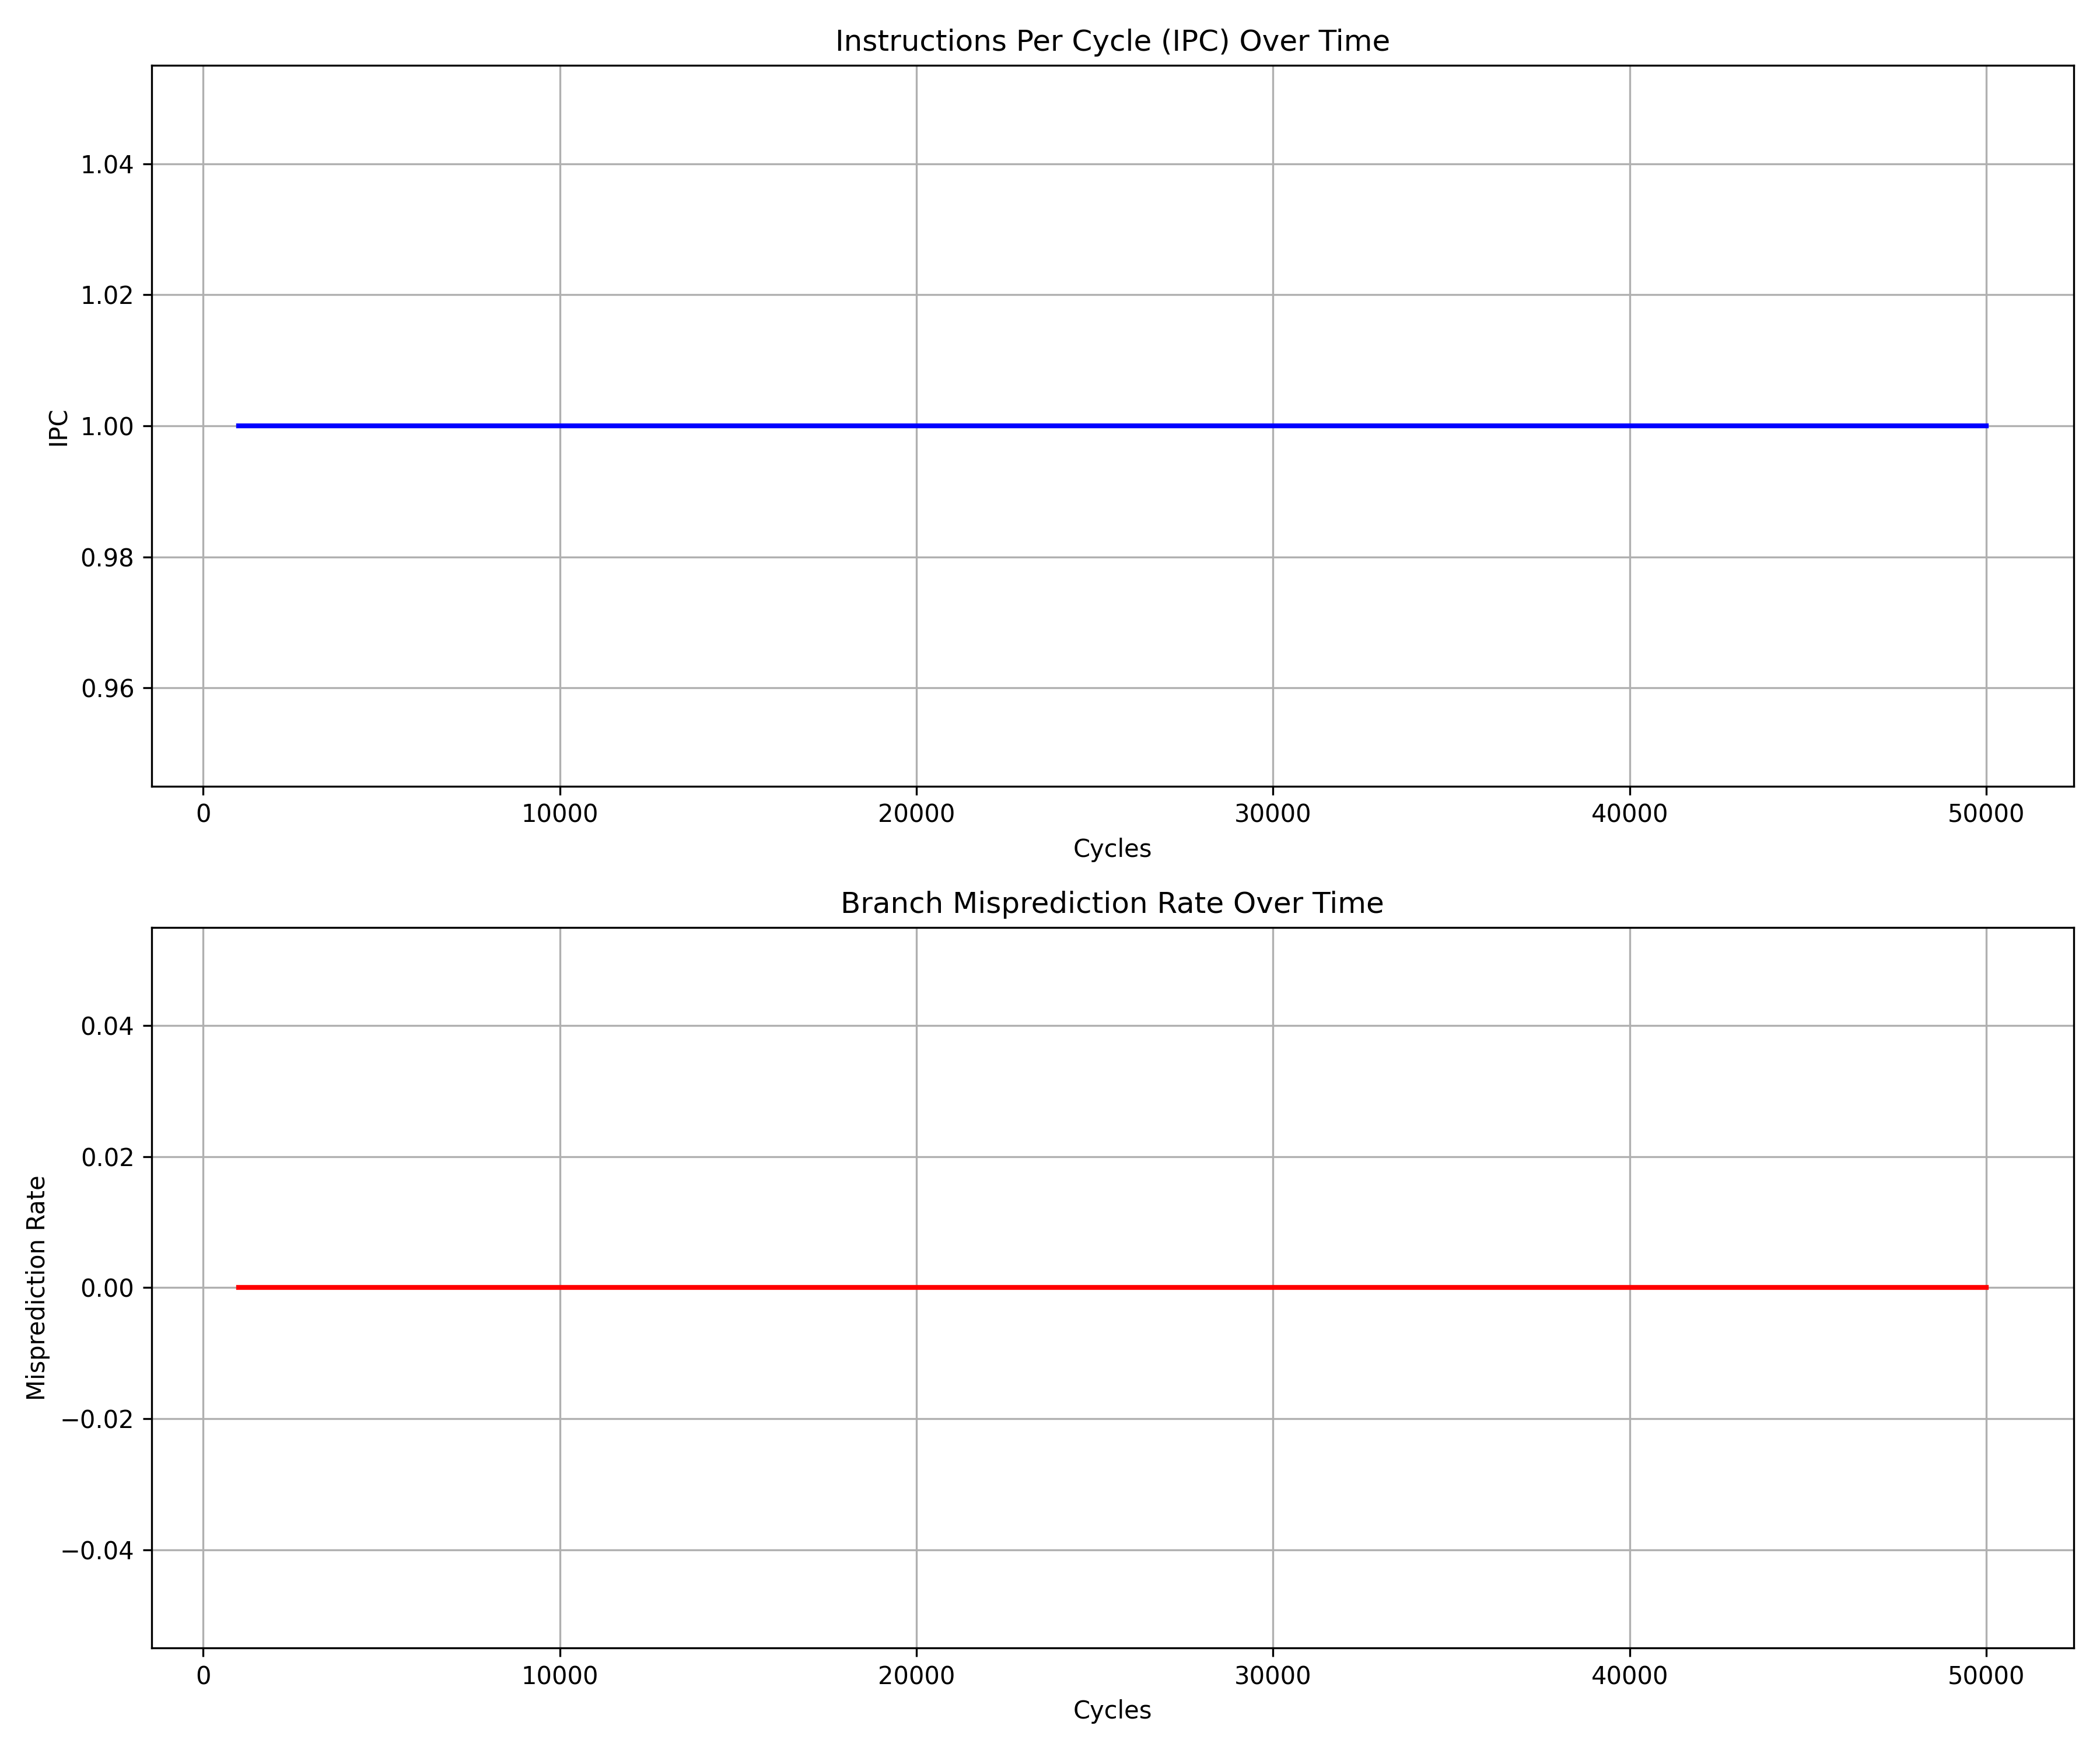 Instructions Per Cycle (IPC) Over Time
1.04
1.02
1.00
0.98
0.96
IPC
0 10000 20000 30000 40000 50000
Cycles
Branch Misprediction Rate Over Time
0.04
0.02
0.00
−0.02
−0.04
Misprediction Rate
0 10000 20000 30000 40000 50000
Cycles